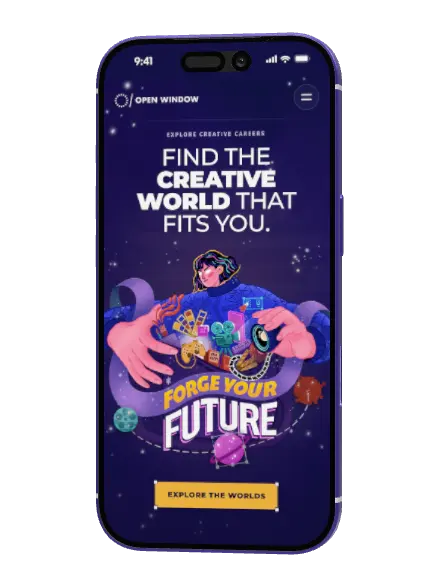 9:41
OPEN WINDOW
EXPLORE CREATIVE CAREERS
FIND THE
CREATIVE
WORLD THAT
FITS YOU.
FORGE YOUR
FUTURE
EXPLORE THE WORLDS